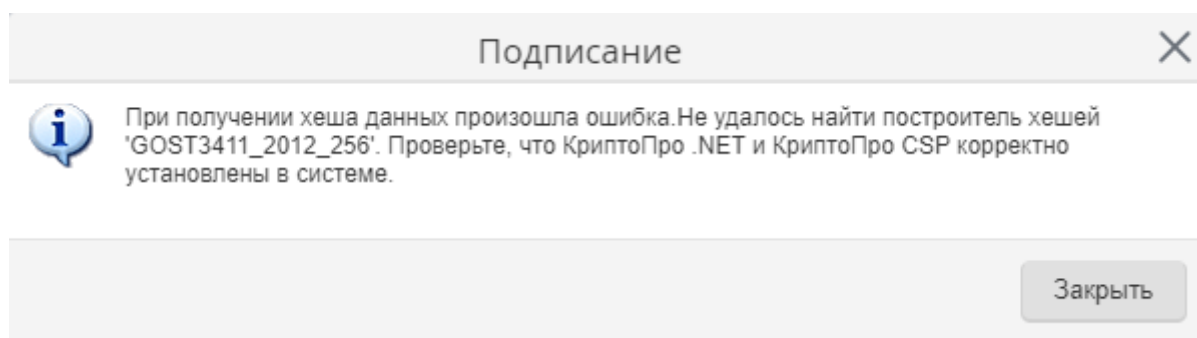 Подписание
При получении хеша данных произошла ошибка.Не удалось найти построитель хешей
'GOST3411_2012_256'. Проверьте, что КриптоПро .NET и КриптоПро CSP корректно
установлены в системе.
Закрыть